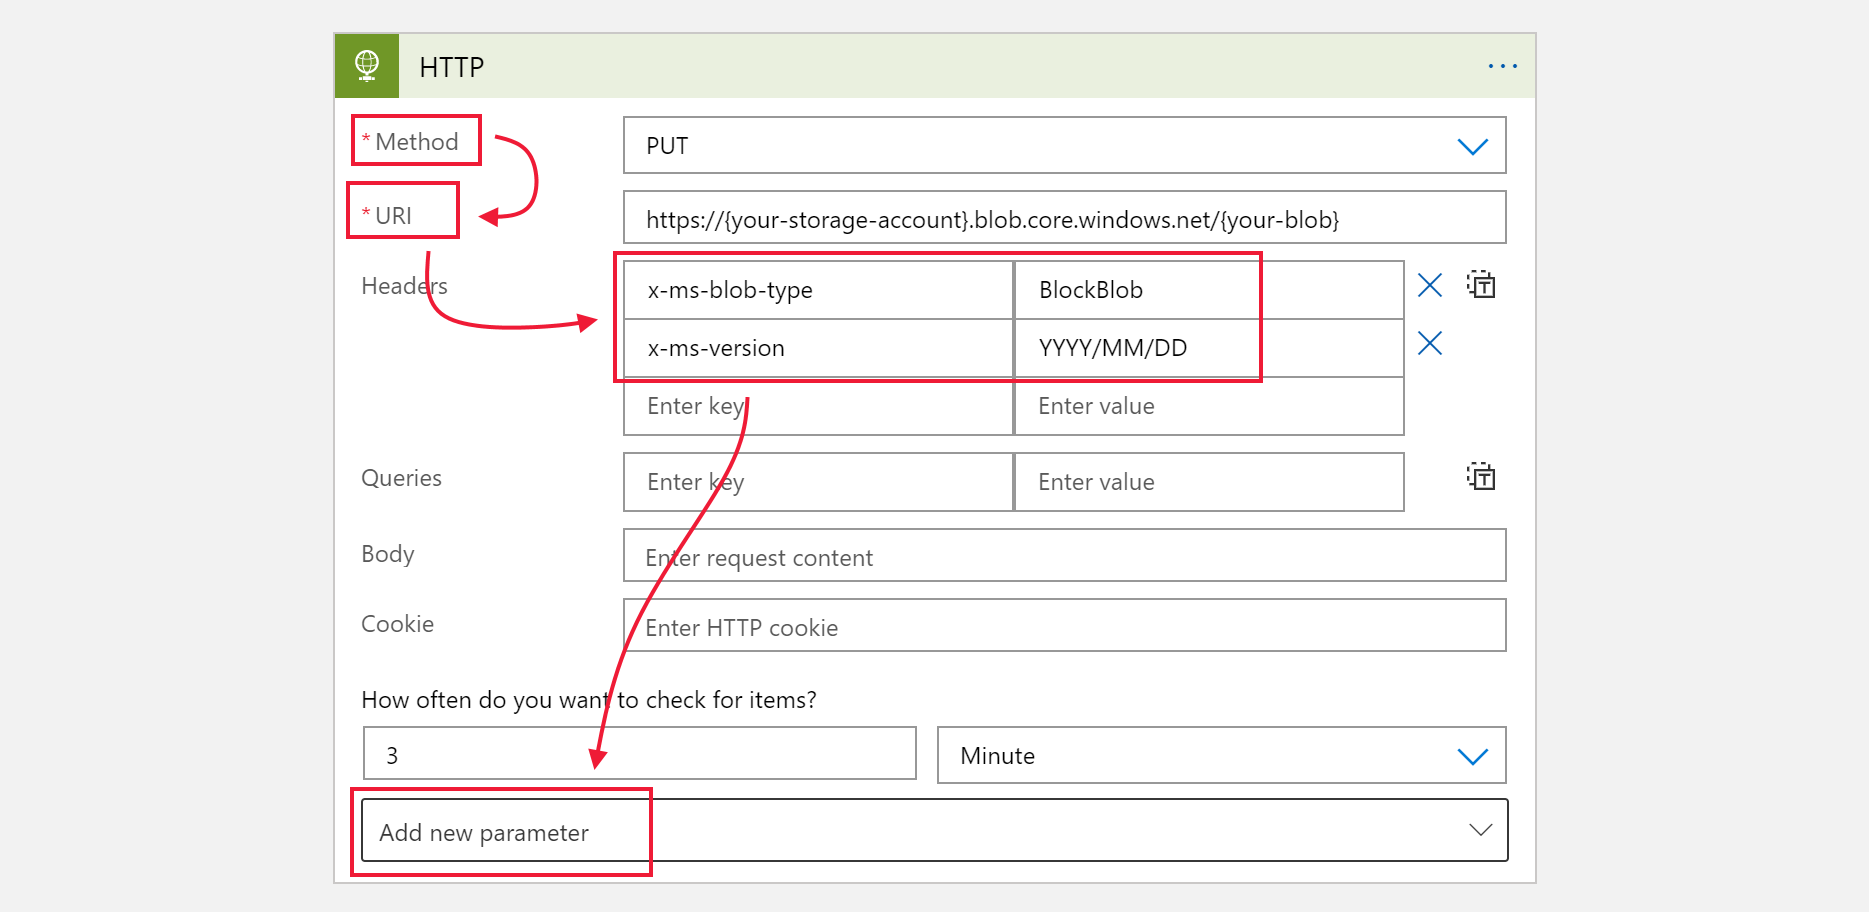 HTTP
* Method
PUT
* URI
https://{your-storage-account}.blob.core.windows.net/{your-blob}
Headers
x-ms-blob-type BlockBlob
x-ms-version YYYY/MM/DD
Enter key Enter value
Queries
Enter key Enter value
Body
Enter request content
Cookie
Enter HTTP cookie
How often do you want to check for items?
3
Minute
Add new parameter